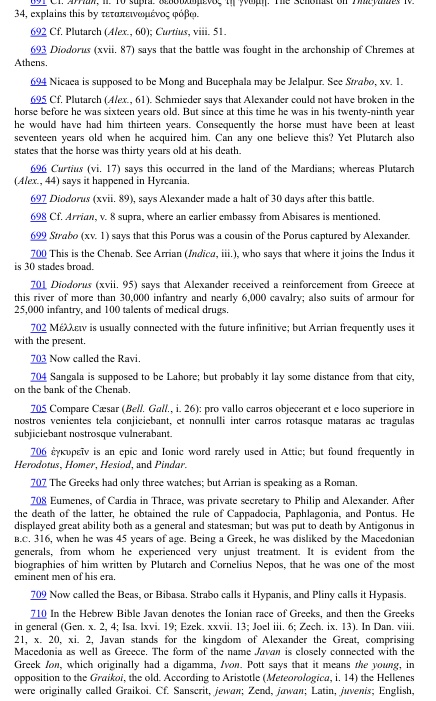 691 Cf. Arrian, ii. 10 supra. δεδουλωμένος τῇ γνώμῃ. The Scholiast on Thucydides iv.
34, explains this by τεταπεινωμένος φόβῳ.
692 Cf. Plutarch (Alex., 60); Curtius, viii. 51.
693 Diodorus (xvii. 87) says that the battle was fought in the archonship of Chremes at
Athens.
694 Nicaea is supposed to be Mong and Bucephala may be Jelalpur. See Strabo, xv. 1.
695 Cf. Plutarch (Alex., 61). Schmieder says that Alexander could not have broken in the
horse before he was sixteen years old. But since at this time he was in his twenty-ninth year
he would have had him thirteen years. Consequently the horse must have been at least
seventeen years old when he acquired him. Can any one believe this? Yet Plutarch also
states that the horse was thirty years old at his death.
696 Curtius (vi. 17) says this occurred in the land of the Mardians; whereas Plutarch
(Alex., 44) says it happened in Hyrcania.
697 Diodorus (xvii. 89), says Alexander made a halt of 30 days after this battle.
698 Cf. Arrian, v. 8 supra, where an earlier embassy from Abisares is mentioned.
699 Strabo (xv. 1) says that this Porus was a cousin of the Porus captured by Alexander.
700 This is the Chenab. See Arrian (Indica, iii.), who says that where it joins the Indus it
is 30 stades broad.
701 Diodorus (xvii. 95) says that Alexander received a reinforcement from Greece at
this river of more than 30,000 infantry and nearly 6,000 cavalry; also suits of armour for
25,000 infantry, and 100 talents of medical drugs.
702 Μέλλειν is usually connected with the future infinitive; but Arrian frequently uses it
with the present.
703 Now called the Ravi.
704 Sangala is supposed to be Lahore; but probably it lay some distance from that city,
on the bank of the Chenab.
705 Compare Cæsar (Bell. Gall., i. 26): pro vallo carros objecerant et e loco superiore in
nostros venientes tela conjiciebant, et nonnulli inter carros rotasque mataras ac tragulas
subjiciebant nostrosque vulnerabant.
706 ἐγκυρεῖν is an epic and Ionic word rarely used in Attic; but found frequently in
Herodotus, Homer, Hesiod, and Pindar.
707 The Greeks had only three watches; but Arrian is speaking as a Roman.
708 Eumenes, of Cardia in Thrace, was private secretary to Philip and Alexander. After
the death of the latter, he obtained the rule of Cappadocia, Paphlagonia, and Pontus. He
displayed great ability both as a general and statesman; but was put to death by Antigonus in
B.C. 316, when he was 45 years of age. Being a Greek, he was disliked by the Macedonian
generals, from whom he experienced very unjust treatment. It is evident from the
biographies of him written by Plutarch and Cornelius Nepos, that he was one of the most
eminent men of his era.
709 Now called the Beas, or Bibasa. Strabo calls it Hypanis, and Pliny calls it Hypasis.
710 In the Hebrew Bible Javan denotes the Ionian race of Greeks, and then the Greeks
in general (Gen. x. 2, 4; Isa. lxvi. 19; Ezek. xxvii. 13; Joel iii. 6; Zech. ix. 13). In Dan. viii.
21, x. 20, xi. 2, Javan stands for the kingdom of Alexander the Great, comprising
Macedonia as well as Greece. The form of the name Javan is closely connected with the
Greek Ion, which originally had a digamma, Ivon. Pott says that it means the young, in
opposition to the Graikoi, the old. According to Aristotle (Meteorologica, i. 14) the Hellenes
were originally called Graikoi. Cf. Sanscrit, jewan; Zend, jawan; Latin, juvenis; English,